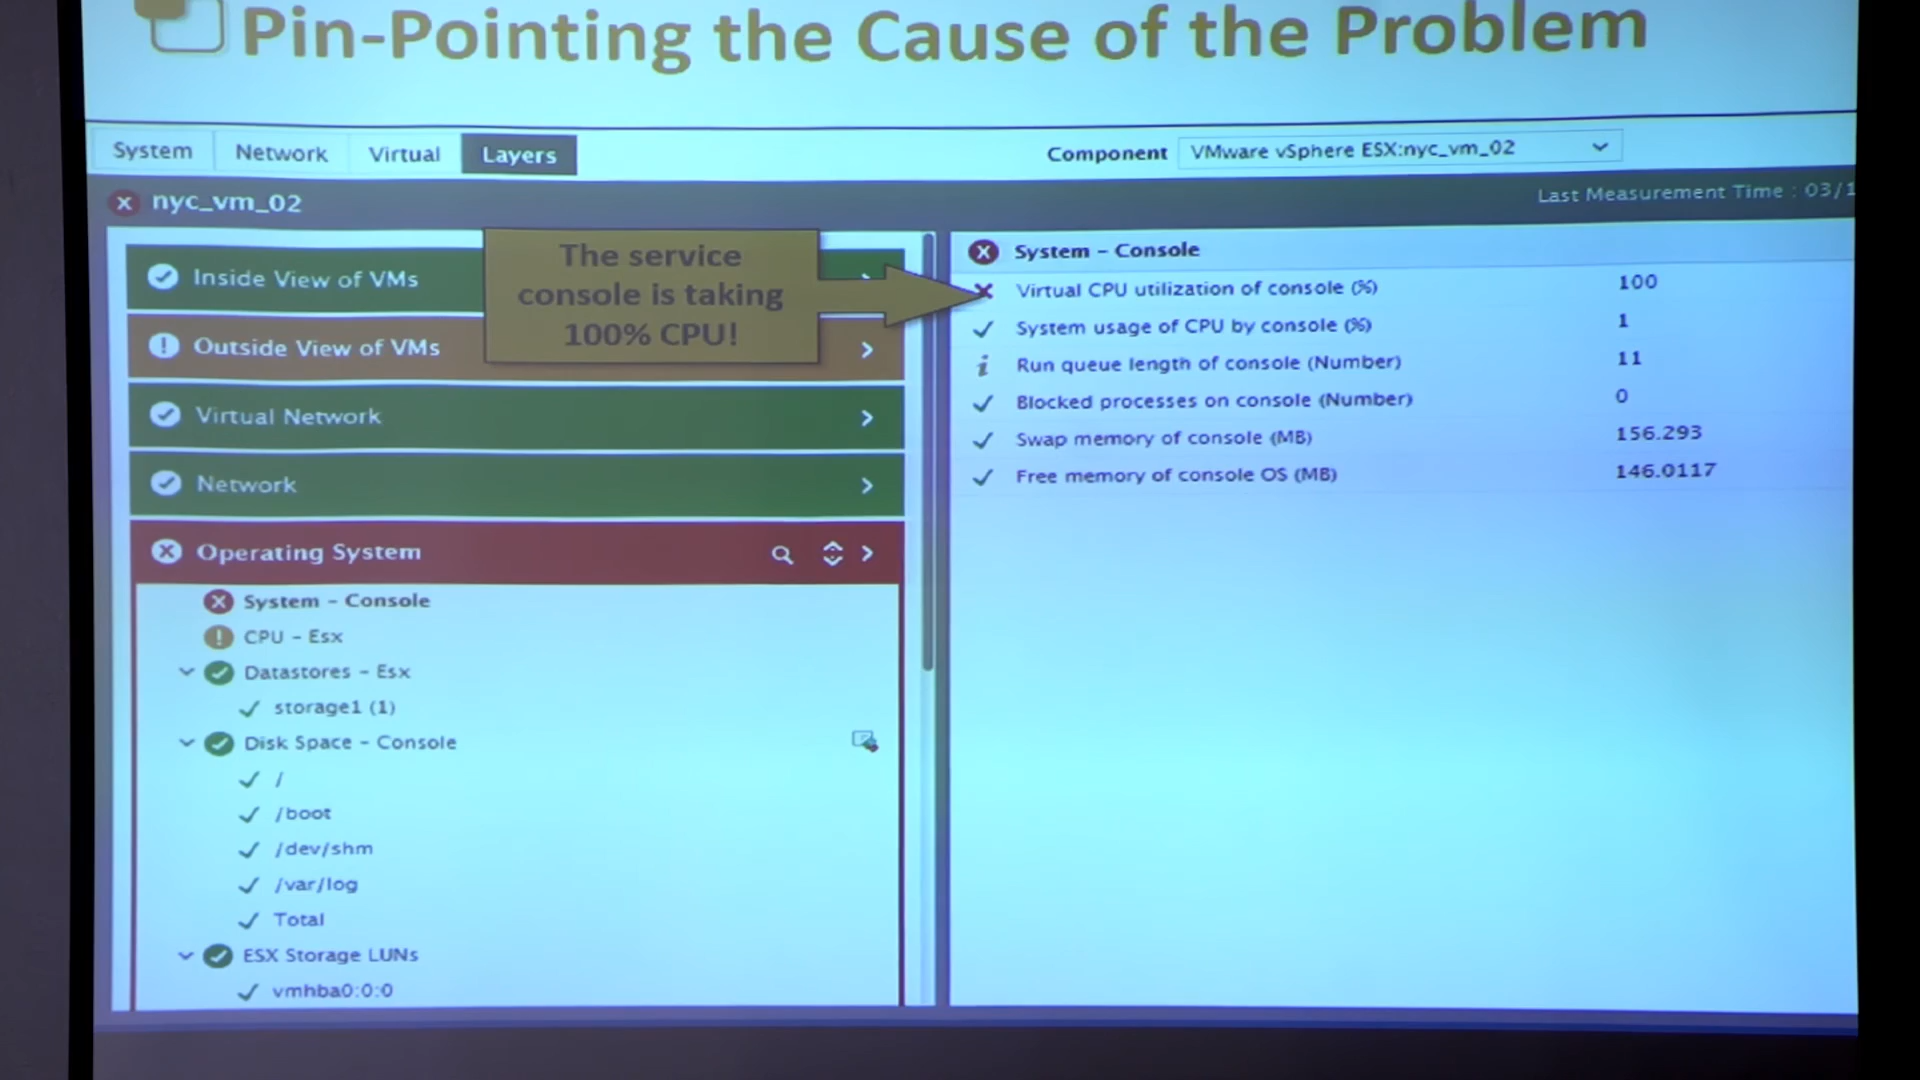 Pin-Pointing the Cause of the Problem
System Network Virtual Layers
Component VMware vSphere ESX:nyc_vm_02
nyc_vm_02
Last Measurement Time : 03/1
Inside View of VMs
Outside View of VMs
Virtual Network
Network
Operating System
System - Console
CPU - Esx
Datastores - Esx
storage1 (1)
Disk Space - Console
/
/boot
/dev/shm
/var/log
Total
ESX Storage LUNs
vmhba0:0:0
The service
console is taking
100% CPU!
System - Console
Virtual CPU utilization of console (%) 100
System usage of CPU by console (%) 1
Run queue length of console (Number) 11
Blocked processes on console (Number) 0
Swap memory of console (MB) 156.293
Free memory of console OS (MB) 146.0117